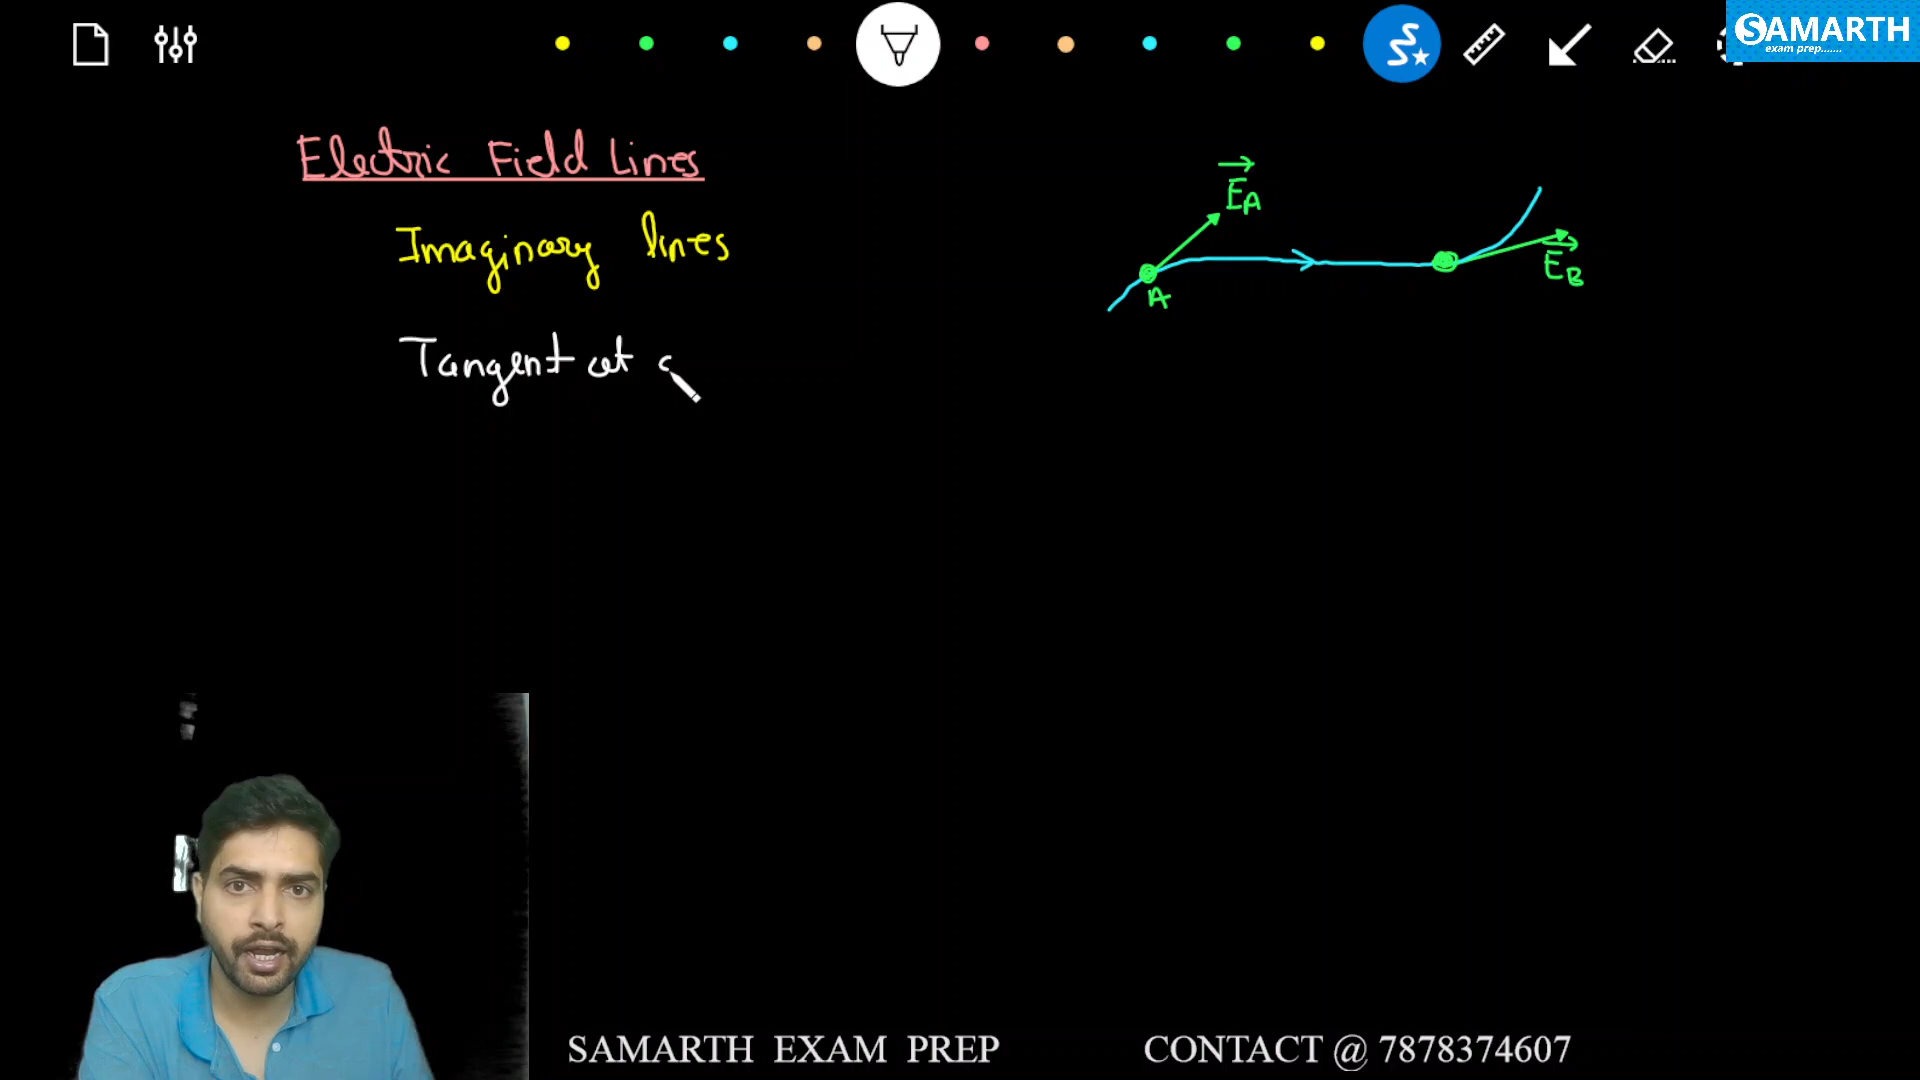 SAMARTH
exam prep.......
Electric Field Lines
Imaginary lines
Tangent at
E_A
A
E_B
SAMARTH EXAM PREP
CONTACT @ 7878374607